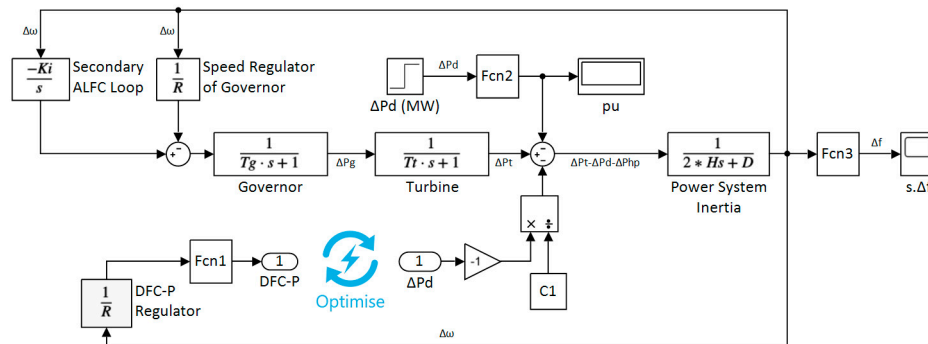 Δω
Δω
-Ki
s
Secondary
ALFC Loop
1
R
Speed Regulator
of Governor
ΔPd (MW)
ΔPd
Fcn2
pu
+
-
1
Tg · s + 1
Governor
ΔPg
1
Tt · s + 1
Turbine
ΔPt
-
+
-
ΔPt-ΔPd-ΔPhp
1
2 * Hs + D
Power System
Inertia
Fcn3
Δf
s.Δf
× ÷
1
R
DFC-P
Regulator
Fcn1
1
DFC-P
Optimise
1
ΔPd
-1
C1
Δω